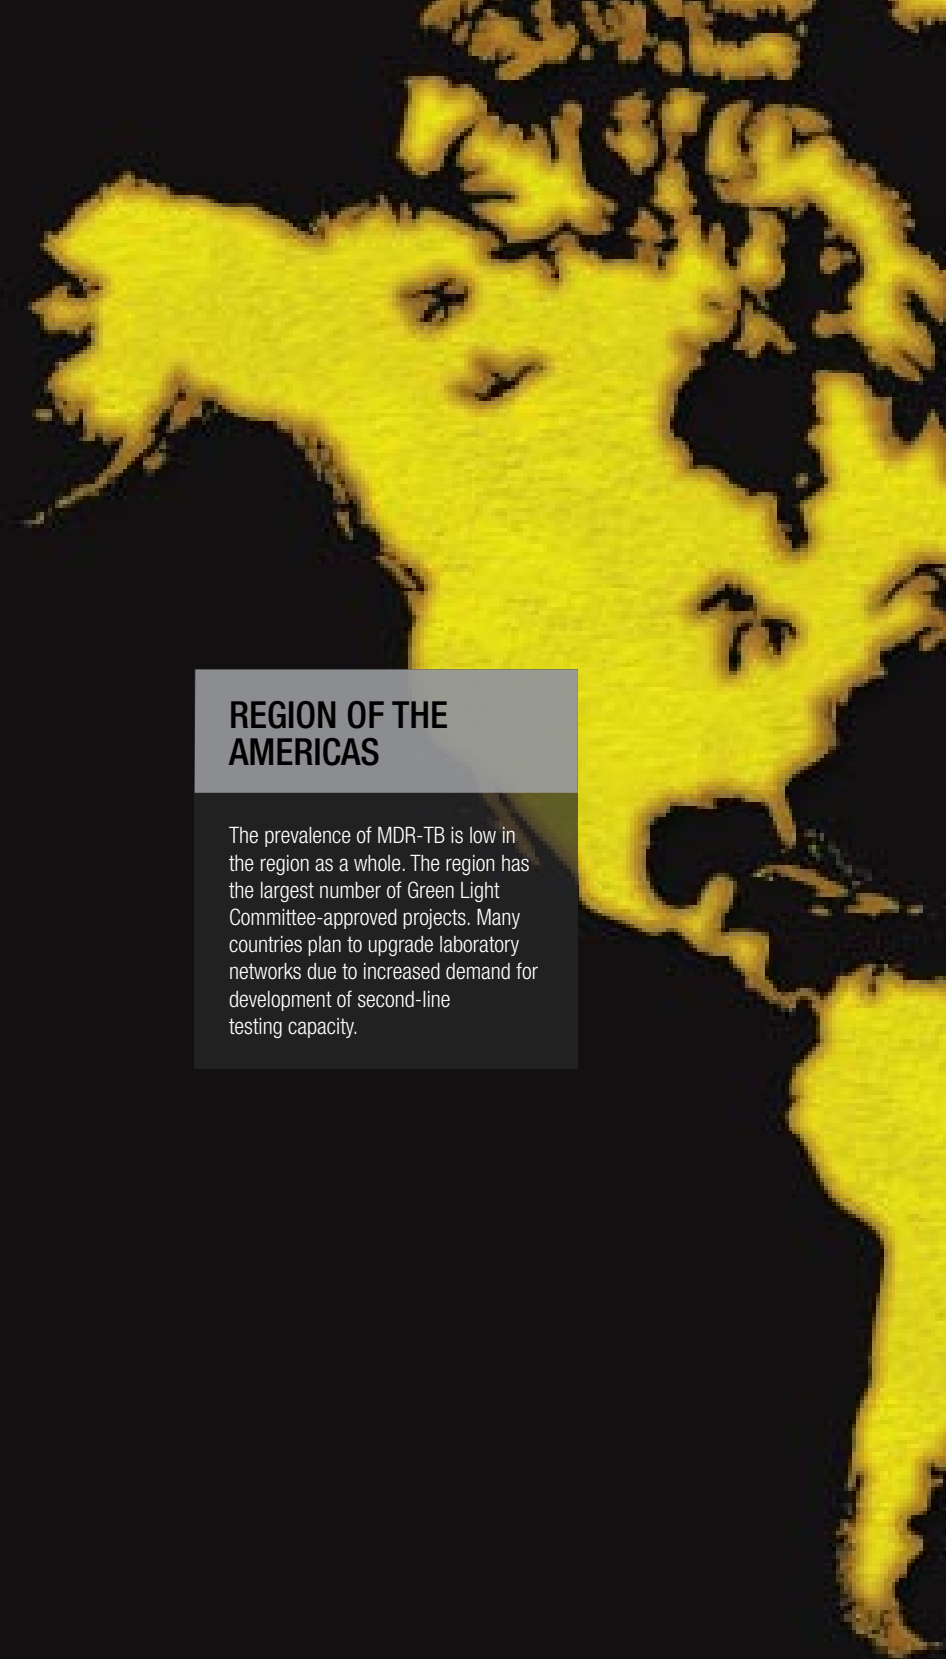 REGION OF THE
AMERICAS
The prevalence of MDR-TB is low in
the region as a whole. The region has
the largest number of Green Light
Committee-approved projects. Many
countries plan to upgrade laboratory
networks due to increased demand for
development of second-line
testing capacity.